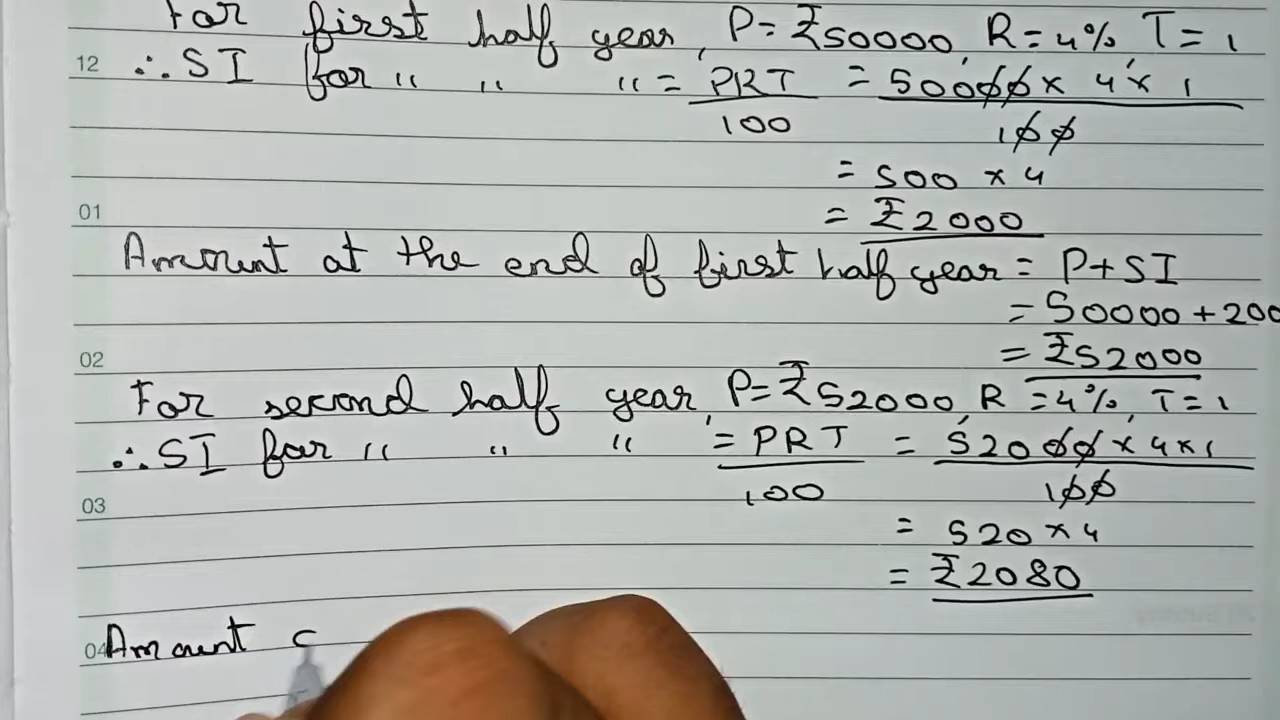 For first half year, P=₹50000, R=4%, T=1
12 ∴SI for " " " = PRT/100 = 50000×4×1/100
= 500×4
01 = ₹2000
Amount at the end of first half year = P+SI
= 50000+200
02 = ₹52000
For second half year, P=₹52000, R=4%, T=1
∴SI for " " " = PRT/100 = 52000×4×1/100
03 = 520×4
= ₹2080
04 Amount